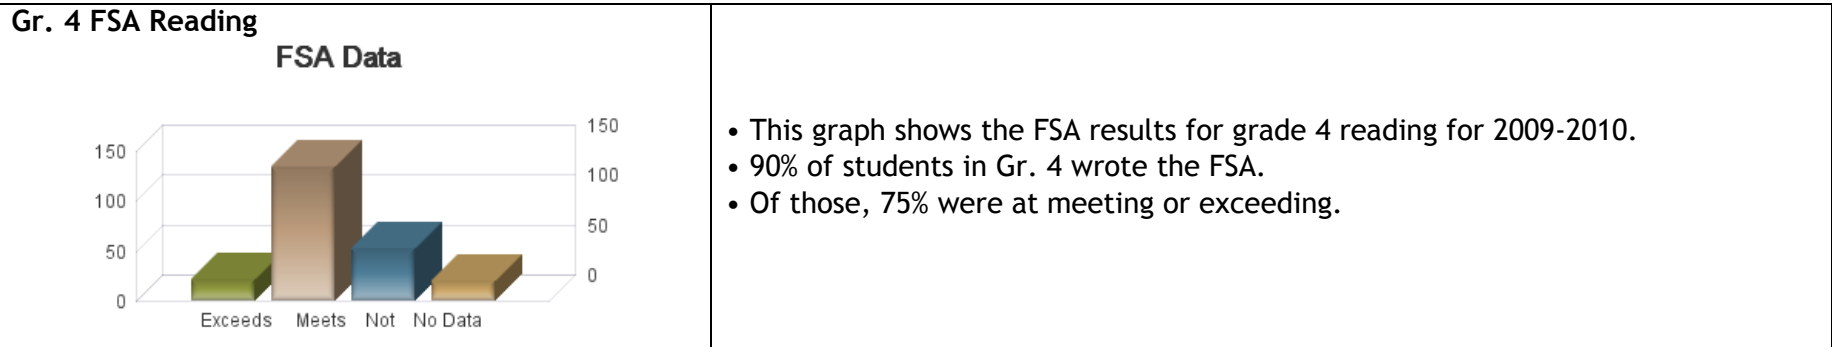 Gr. 4 FSA Reading
FSA Data
150
100
50
0
150
100
50
0
Exceeds Meets Not No Data
• This graph shows the FSA results for grade 4 reading for 2009-2010.
• 90% of students in Gr. 4 wrote the FSA.
• Of those, 75% were at meeting or exceeding.